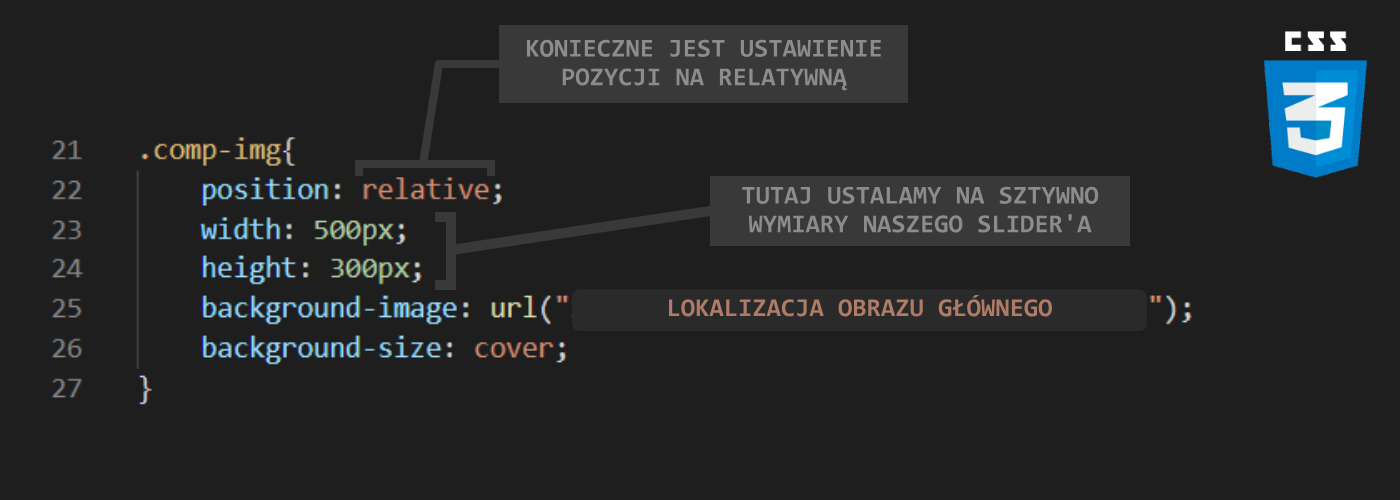 KONIECZNE JEST USTAWIENIE
POZYCJI NA RELATYWNĄ
CSS
3
21 .comp-img{
22 position: relative;
TUTAJ USTALAMY NA SZTYWNO
WYMIARY NASZEGO SLIDER'A
23 width: 500px;
24 height: 300px;
25 background-image: url("LOKALIZACJA OBRAZU GŁÓWNEGO");
26 background-size: cover;
27 }